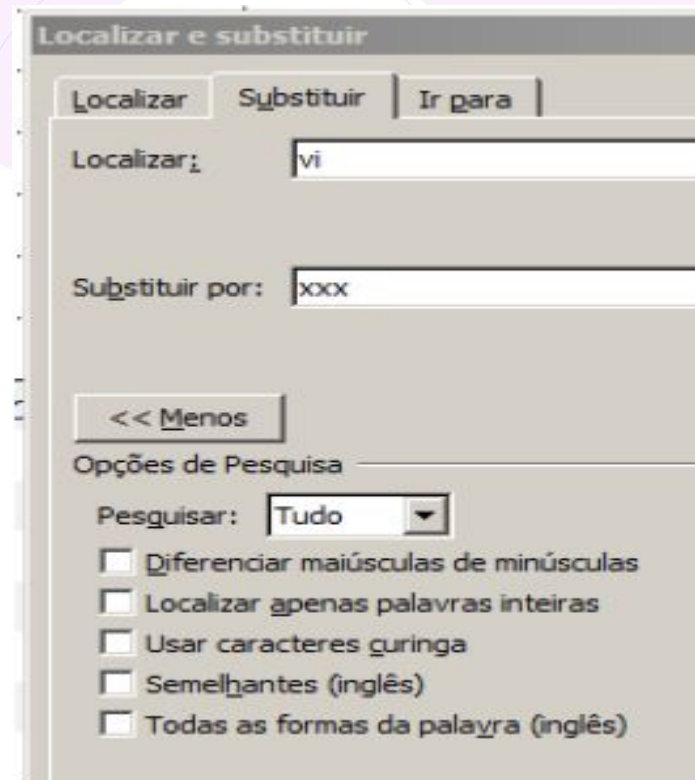 Localizar e substituir
Localizar Substituir Ir para
Localizar: vi
Substituir por: xxx
<< Menos
Opções de Pesquisa
Pesquisar: Tudo
Diferenciar maiúsculas de minúsculas
Localizar apenas palavras inteiras
Usar caracteres curinga
Semelhantes (inglês)
Todas as formas da palavra (inglês)